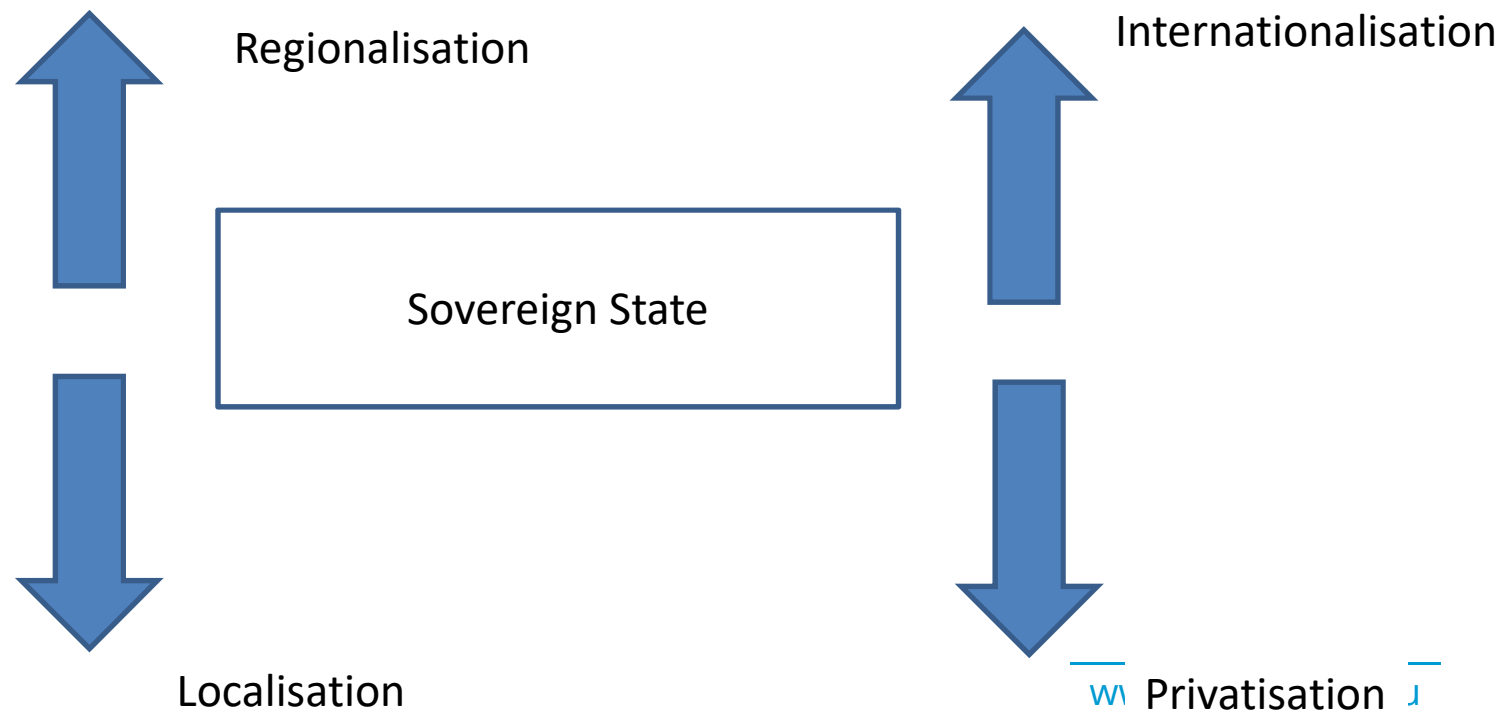 Regionalisation
Internationalisation
Sovereign State
Localisation
Privatisation